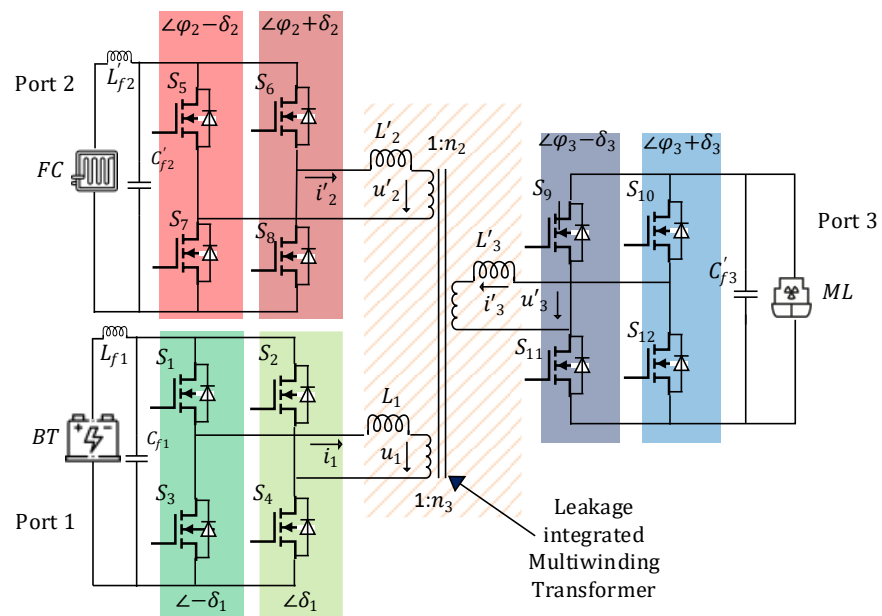 ∠φ₂−δ₂
∠φ₂+δ₂
Port 2
L′f2
S₅
S₆
C′f2
FC
S₇
S₈
L′₂
i′₂
u′₂
1:n₂
∠φ₃−δ₃
∠φ₃+δ₃
S₉
S₁₀
Port 3
L′₃
i′₃
u′₃
C′f3
ML
S₁₁
S₁₂
Lf1
S₁
S₂
BT
Cf1
L₁
i₁
u₁
S₃
S₄
Port 1
1:n₃
∠−δ₁
∠δ₁
Leakage
integrated
Multiwinding
Transformer